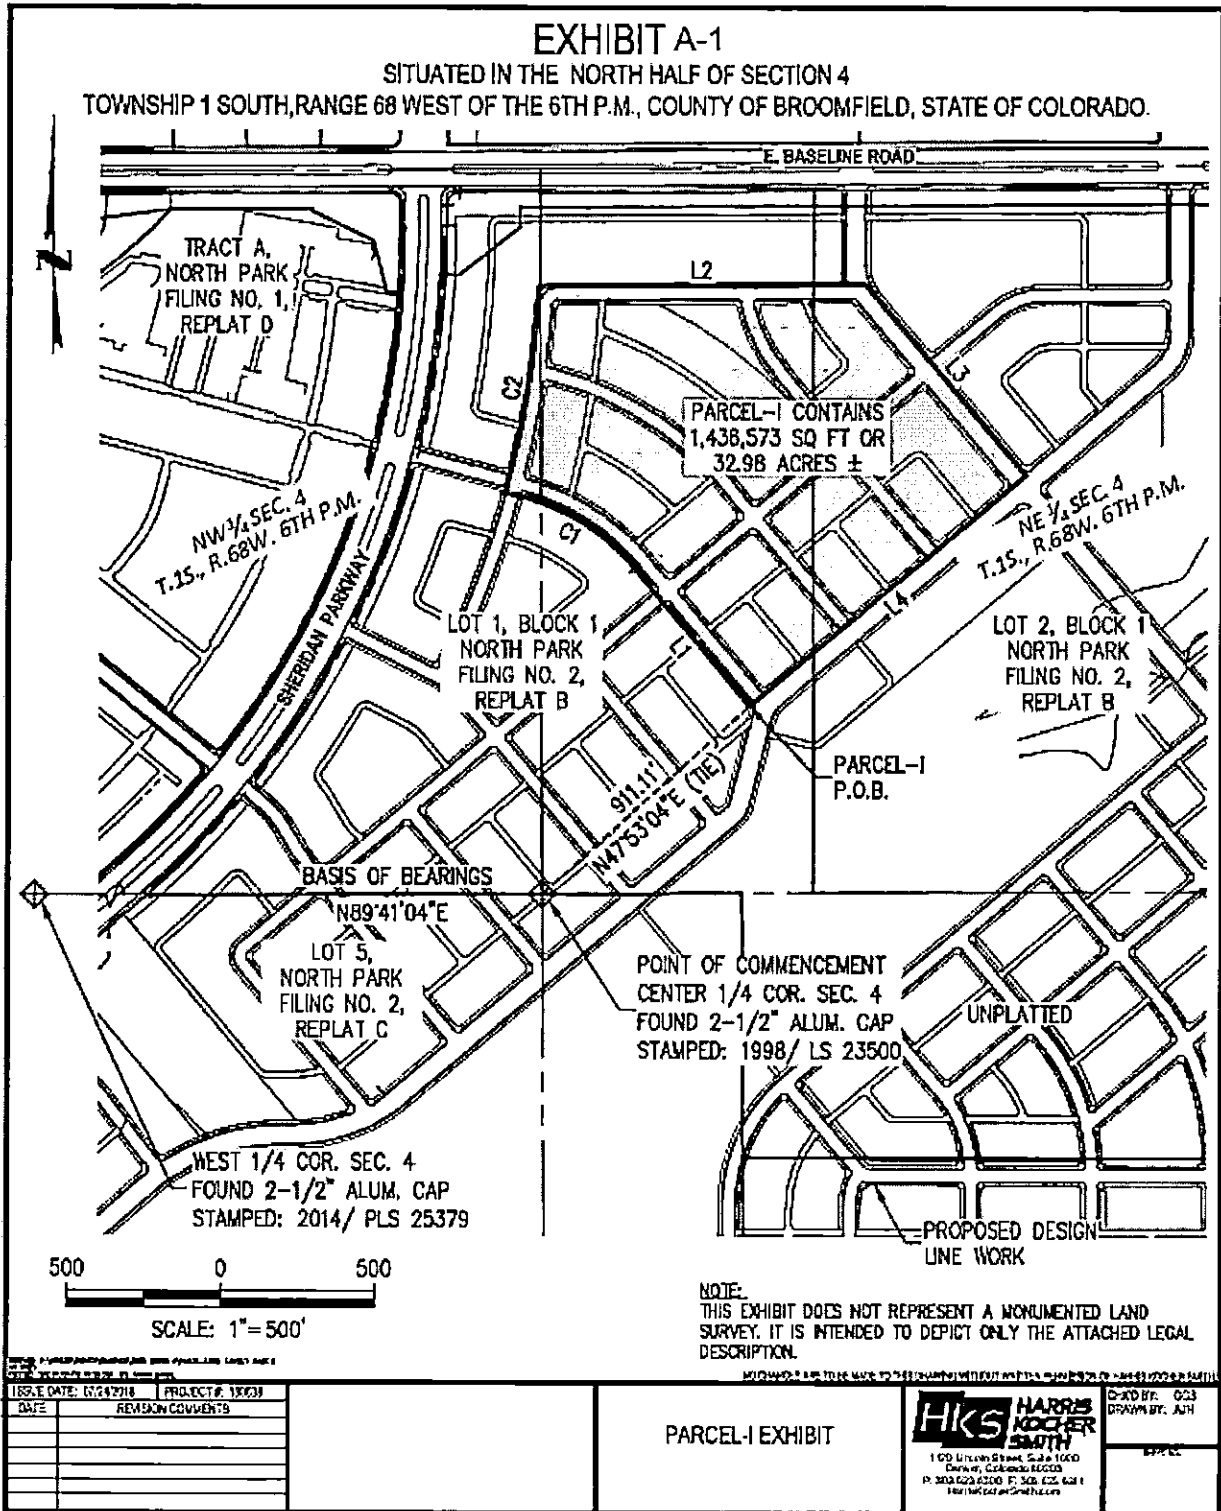 EXHIBIT A-1
SITUATED IN THE NORTH HALF OF SECTION 4
TOWNSHIP 1 SOUTH, RANGE 68 WEST OF THE 6TH P.M., COUNTY OF BROOMFIELD, STATE OF COLORADO.
E. BASELINE ROAD
N
TRACT A,
NORTH PARK
FILING NO. 1,
REPLAT D
L2
L3
C2
PARCEL-I CONTAINS
1,436,573 SQ FT OR
32.98 ACRES ±
NW ¼ SEC. 4
T.1S., R.68W. 6TH P.M.
NE ¼ SEC. 4
T.1S., R.68W. 6TH P.M.
C1
L4
SHERIDAN PARKWAY
LOT 1, BLOCK 1
NORTH PARK
FILING NO. 2,
REPLAT B
LOT 2, BLOCK 1
NORTH PARK
FILING NO. 2,
REPLAT B
PARCEL-I
P.O.B.
911.11'
N47°53'04"E (TIE)
BASIS OF BEARINGS
N89°41'04"E
LOT 5,
NORTH PARK
FILING NO. 2,
REPLAT C
POINT OF COMMENCEMENT
CENTER 1/4 COR. SEC. 4
FOUND 2-1/2" ALUM. CAP
STAMPED: 1998/ LS 23500
UNPLATTED
WEST 1/4 COR. SEC. 4
FOUND 2-1/2" ALUM. CAP
STAMPED: 2014/ PLS 25379
PROPOSED DESIGN
LINE WORK
500 0 500
SCALE: 1"=500'
NOTE:
THIS EXHIBIT DOES NOT REPRESENT A MONUMENTED LAND
SURVEY. IT IS INTENDED TO DEPICT ONLY THE ATTACHED LEGAL
DESCRIPTION.
ISSUE DATE: PROJECT #:
DATE REVISION COMMENTS
PARCEL-I EXHIBIT
HKS
HARRIS
KOCHER
SMITH
CHK'D BY:
DRAWN BY: AJH